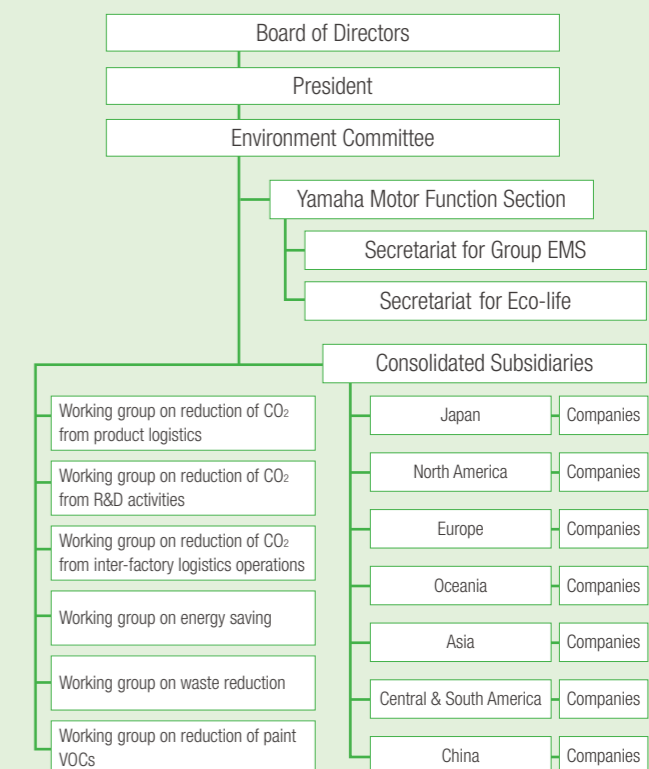 Board of Directors
President
Environment Committee
Yamaha Motor Function Section
Secretariat for Group EMS
Secretariat for Eco-life
Consolidated Subsidiaries
Working group on reduction of CO2
from product logistics
Working group on reduction of CO2
from R&D activities
Working group on reduction of CO2
from inter-factory logistics operations
Working group on energy saving
Working group on waste reduction
Working group on reduction of paint
VOCs
Japan Companies
North America Companies
Europe Companies
Oceania Companies
Asia Companies
Central & South America Companies
China Companies